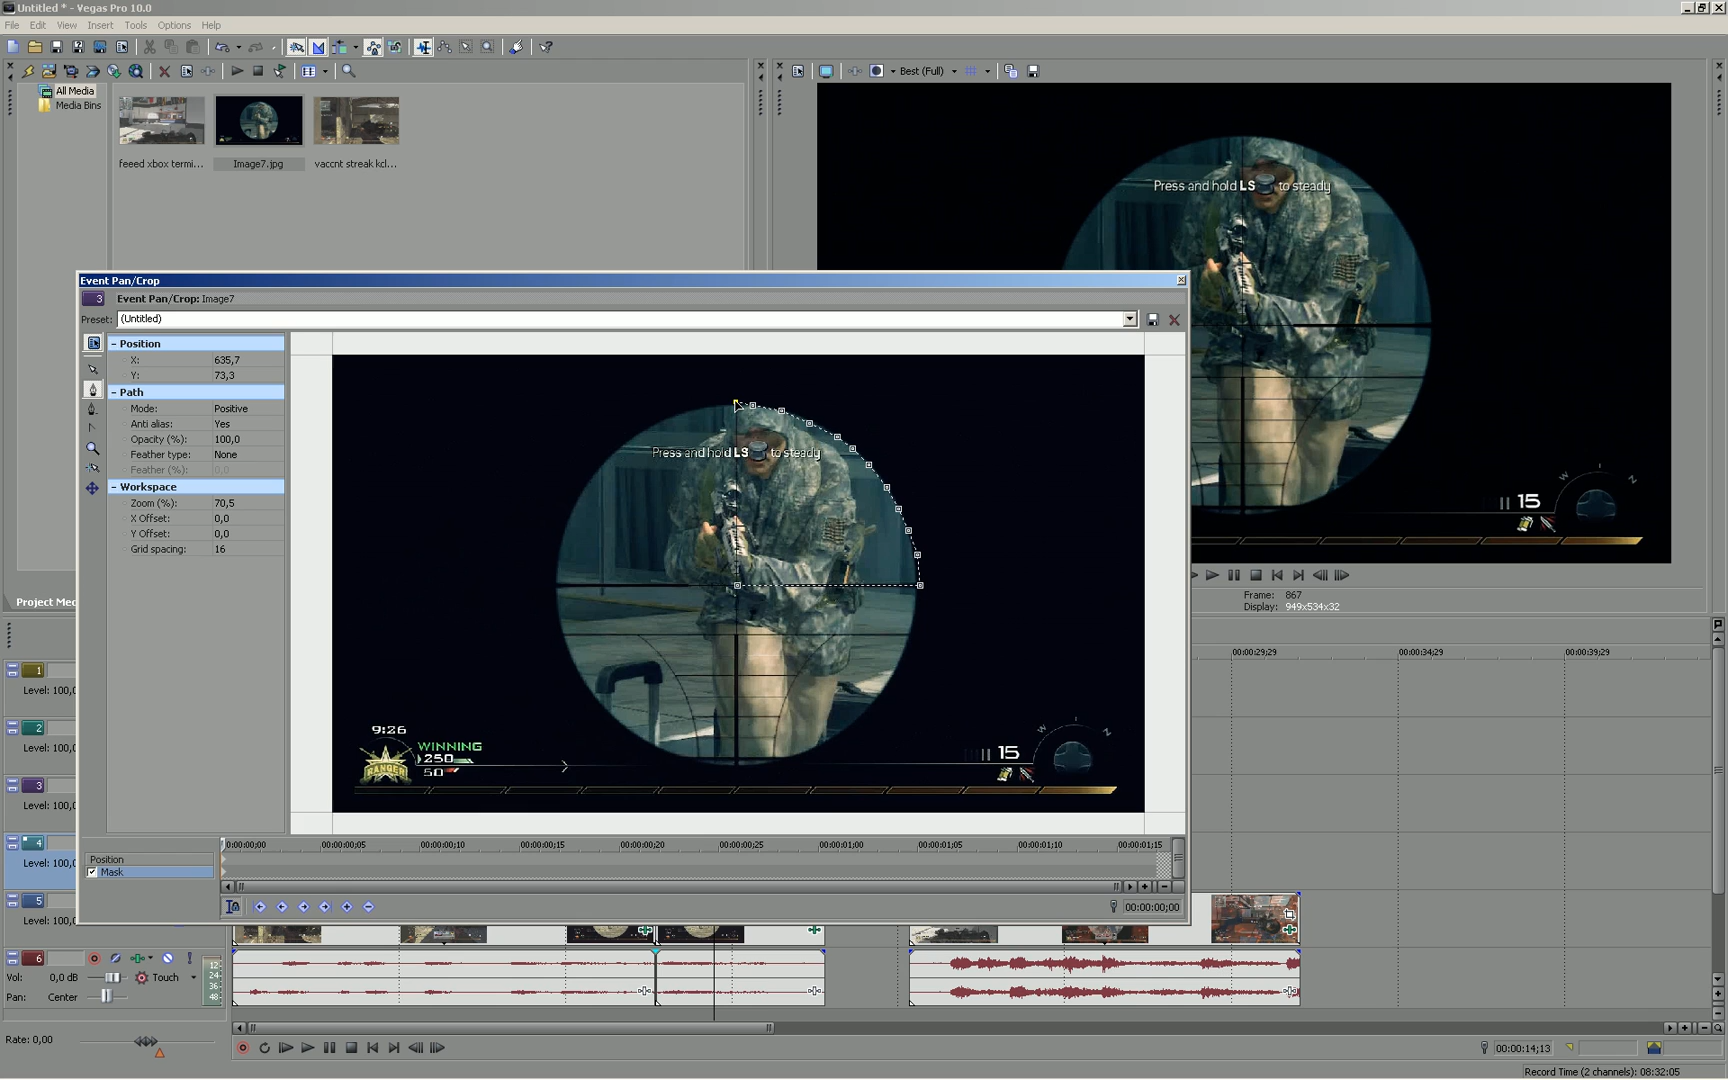 Untitled * - Vegas Pro 10.0
File Edit View Insert Tools Options Help
All Media
Media Bins
feeed xbox termi...
Image7.jpg
vaccnt streak kcl...
Best (Full)
Press and hold LS to steady
15
W
N
Event Pan/Crop
3
Event Pan/Crop: Image7
Preset: (Untitled)
Position
X: 635,7
Y: 73,3
Path
Mode: Positive
Anti alias: Yes
Opacity (%): 100,0
Feather type: None
Feather (%): 0,0
Workspace
Zoom (%): 70,5
X Offset: 0,0
Y Offset: 0,0
Grid spacing: 16
Press and hold LS to steady
9:26
WINNING
250
50
RANGER
15
W
N
Project Med
Frame: 867
Display: 949x534x32
00:00:29;29 00:00:34;29 00:00:39;29
1
Level: 100,0
2
Level: 100,0
3
Level: 100,0
4
Level: 100,0
5
Level: 100,0
0:00:00;00 00:00:00;05 00:00:00;10 00:00:00;15 00:00:00;20 00:00:00;25 00:00:01;00 00:00:01;05 00:00:01;10 00:00:01;15
Position
Mask
00:00:00;00
6
Vol: 0,0 dB Touch
Pan: Center
12
24
36
48
Rate: 0,00
00:00:14;13
Record Time (2 channels): 08:32:05